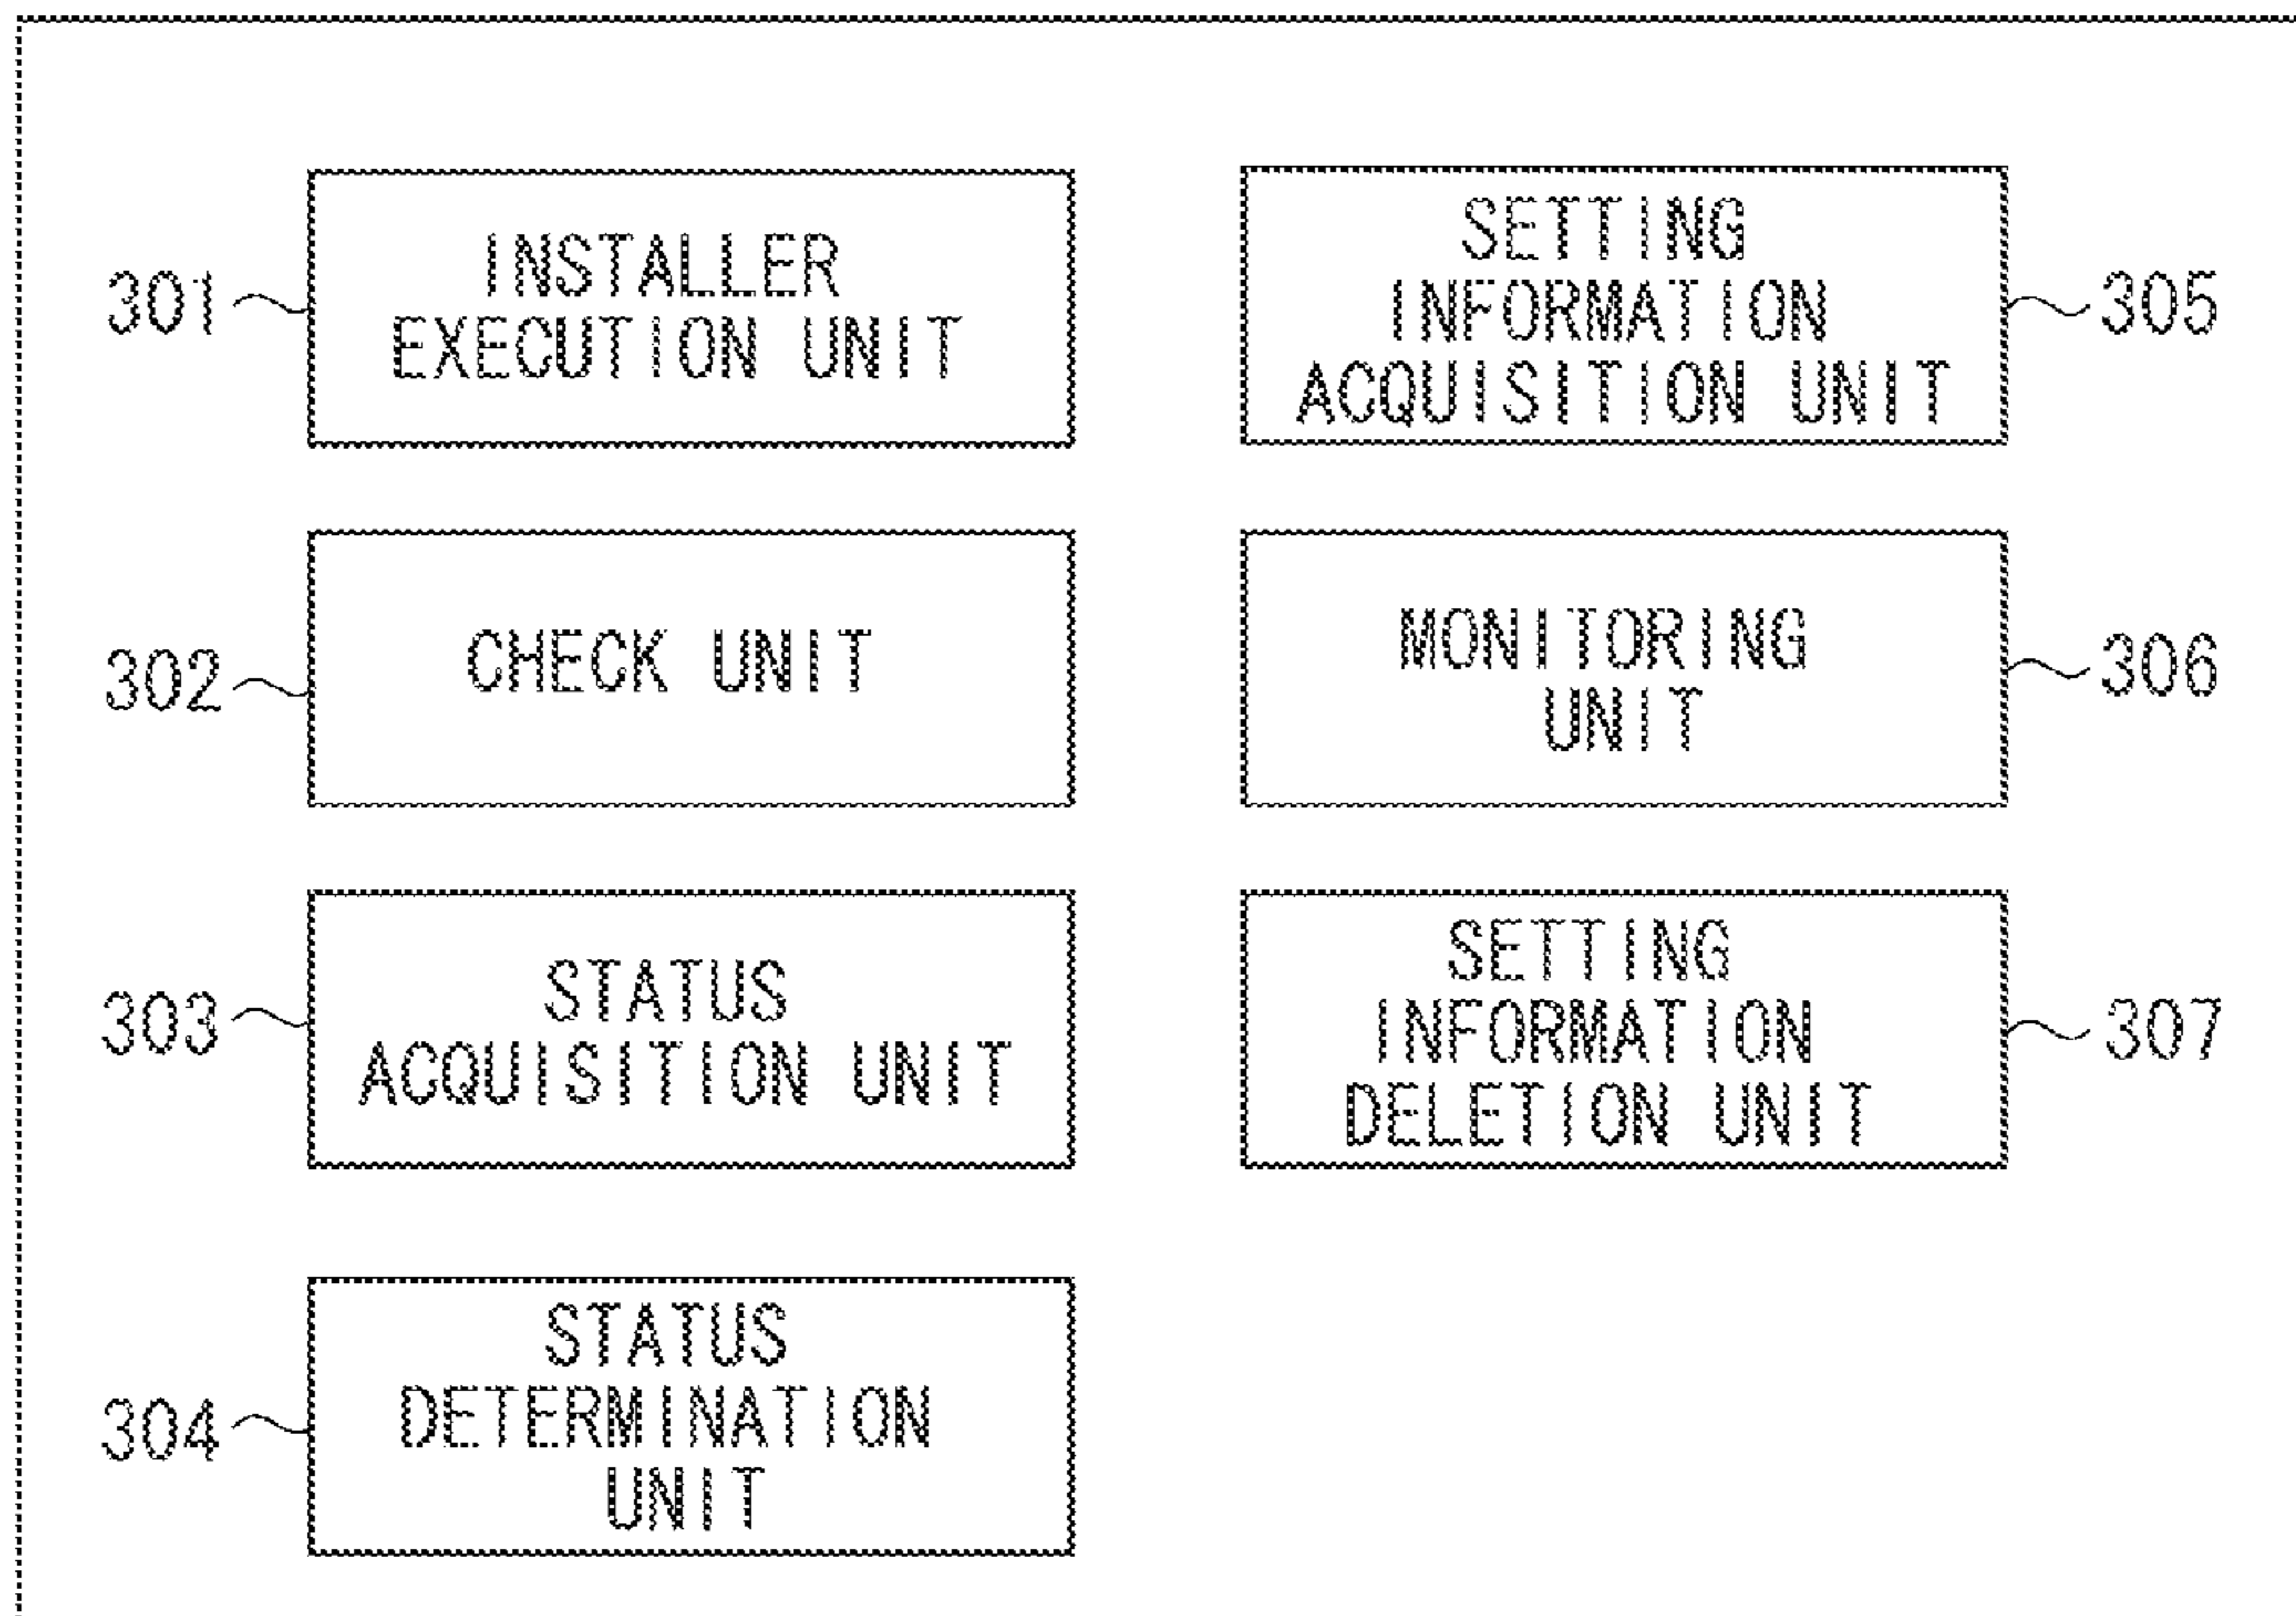 301
INSTALLER
EXECUTION UNIT
302
CHECK UNIT
303
STATUS
ACQUISITION UNIT
304
STATUS
DETERMINATION
UNIT
SETTING
INFORMATION
ACQUISITION UNIT
305
MONITORING
UNIT
306
SETTING
INFORMATION
DELETION UNIT
307